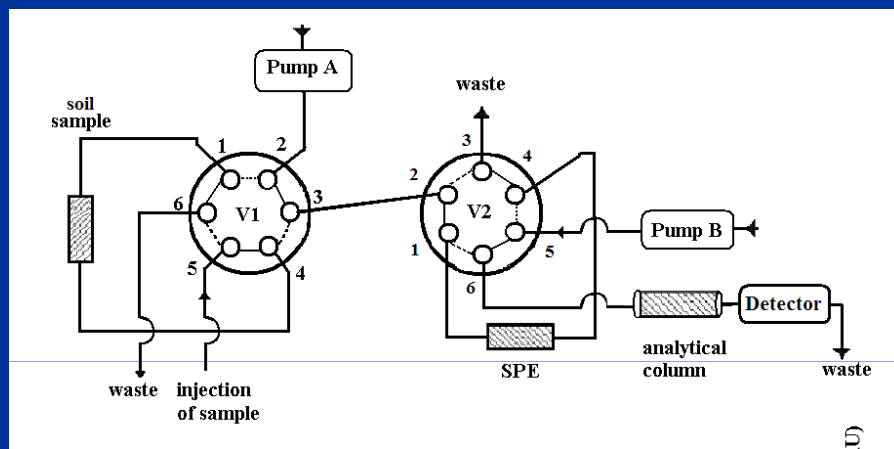 Pump A
soil
sample
1
2
3
4
5
6
V1
waste
injection
of sample
waste
1
2
3
4
5
6
V2
Pump B
SPE
analytical
column
Detector
waste
U)